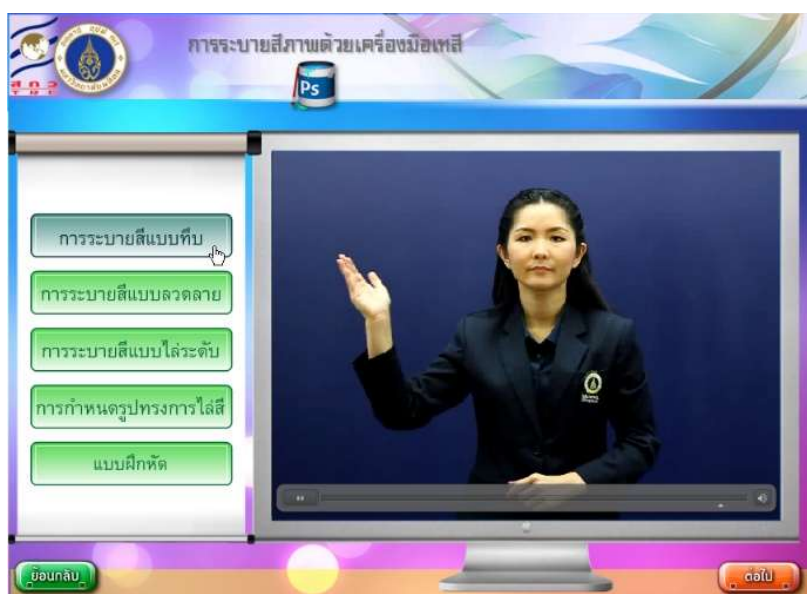 การระบายสีภาพด้วยเครื่องมือเทสี
Ps
การระบายสีแบบทึบ
การระบายสีแบบลวดลาย
การระบายสีแบบไล่ระดับ
การกำหนดรูปทรงการไล่สี
แบบฝึกหัด
ย้อนกลับ
ต่อไป